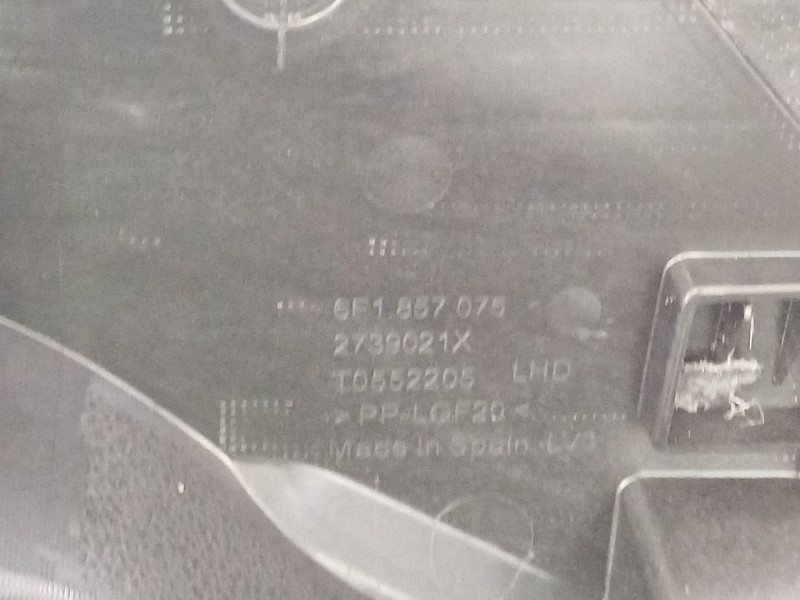 6F1.857 075
2739021X
T0552205 LHD
>PP-LGF20<
Made in Spain LV3